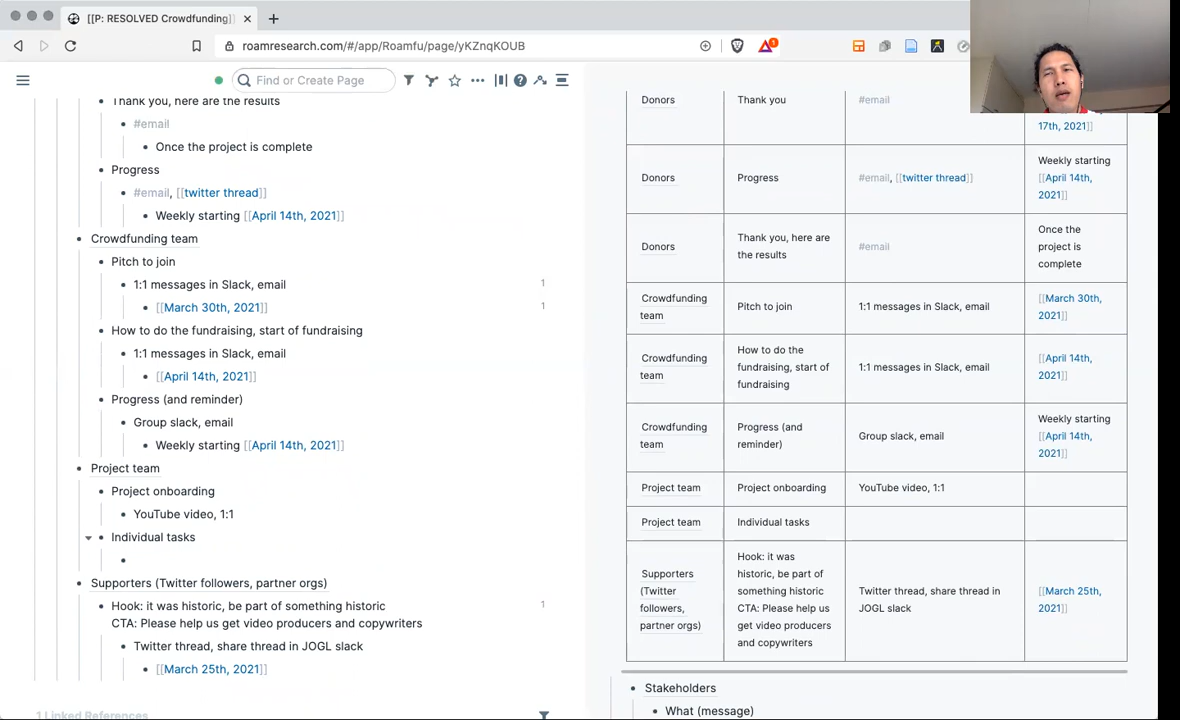 [[P: RESOLVED Crowdfunding]
roamresearch.com/#/app/Roamfu/page/yKZnqKOUB
1
Find or Create Page
Thank you, here are the results
#email
Once the project is complete
Progress
#email, [[twitter thread]]
Weekly starting [[April 14th, 2021]]
Crowdfunding team
Pitch to join
1:1 messages in Slack, email
1
[[March 30th, 2021]]
1
How to do the fundraising, start of fundraising
1:1 messages in Slack, email
[[April 14th, 2021]]
Progress (and reminder)
Group slack, email
Weekly starting [[April 14th, 2021]]
Project team
Project onboarding
YouTube video, 1:1
Individual tasks
Supporters (Twitter followers, partner orgs)
Hook: it was historic, be part of something historic
1
CTA: Please help us get video producers and copywriters
Twitter thread, share thread in JOGL slack
[[March 25th, 2021]]
1 Linked References
Donors
Thank you
#email
17th, 2021]]
Donors
Progress
#email, [[twitter thread]]
Weekly starting
[[April 14th,
2021]]
Donors
Thank you, here are
the results
#email
Once the
project is
complete
Crowdfunding
team
Pitch to join
1:1 messages in Slack, email
[[March 30th,
2021]]
Crowdfunding
team
How to do the
fundraising, start of
fundraising
1:1 messages in Slack, email
[[April 14th,
2021]]
Crowdfunding
team
Progress (and
reminder)
Group slack, email
Weekly starting
[[April 14th,
2021]]
Project team
Project onboarding
YouTube video, 1:1
Project team
Individual tasks
Supporters
(Twitter
followers,
partner orgs)
Hook: it was
historic, be part of
something historic
CTA: Please help
us get video
producers and
copywriters
Twitter thread, share thread in
JOGL slack
[[March 25th,
2021]]
Stakeholders
What (message)